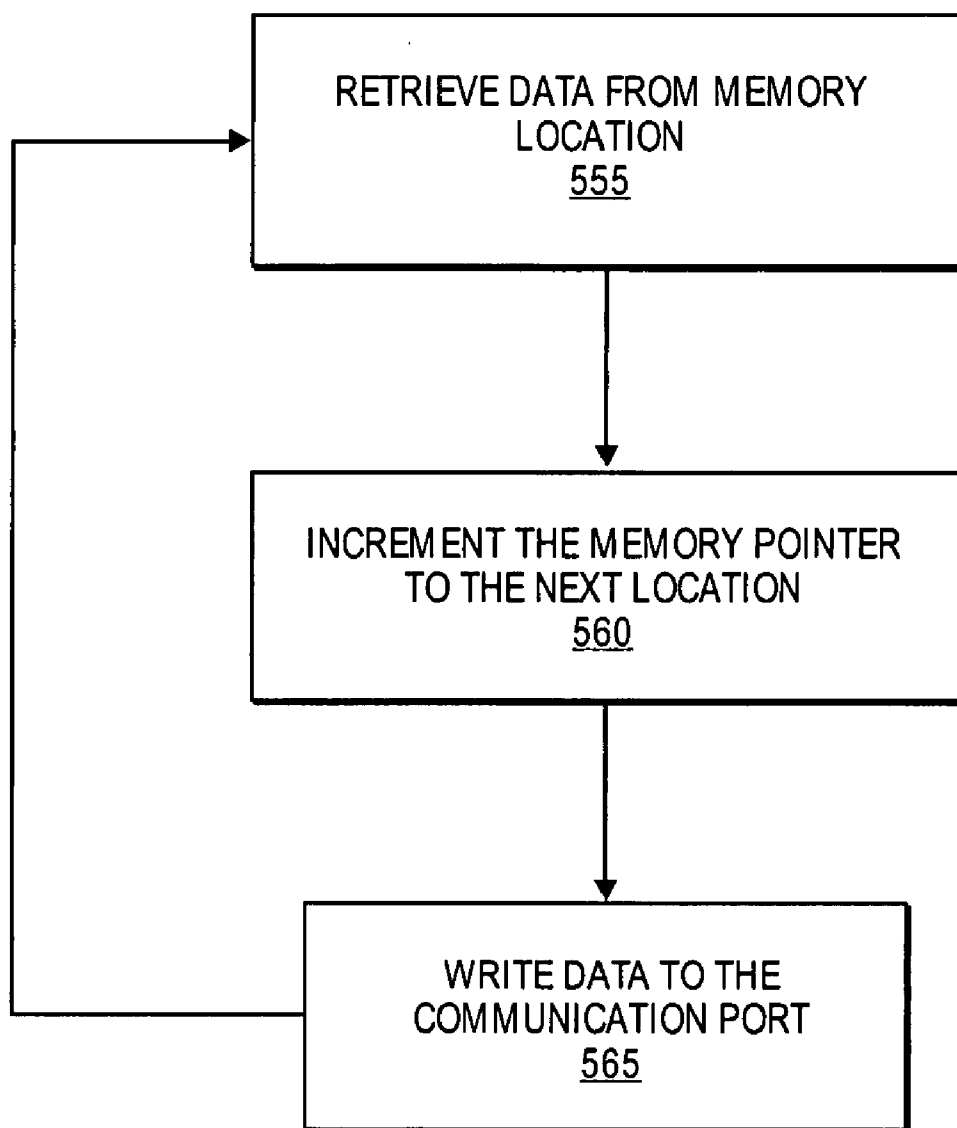 RETRIEVE DATA FROM MEMORY
LOCATION
555
INCREMENT THE MEMORY POINTER
TO THE NEXT LOCATION
560
WRITE DATA TO THE
COMMUNICATION PORT
565